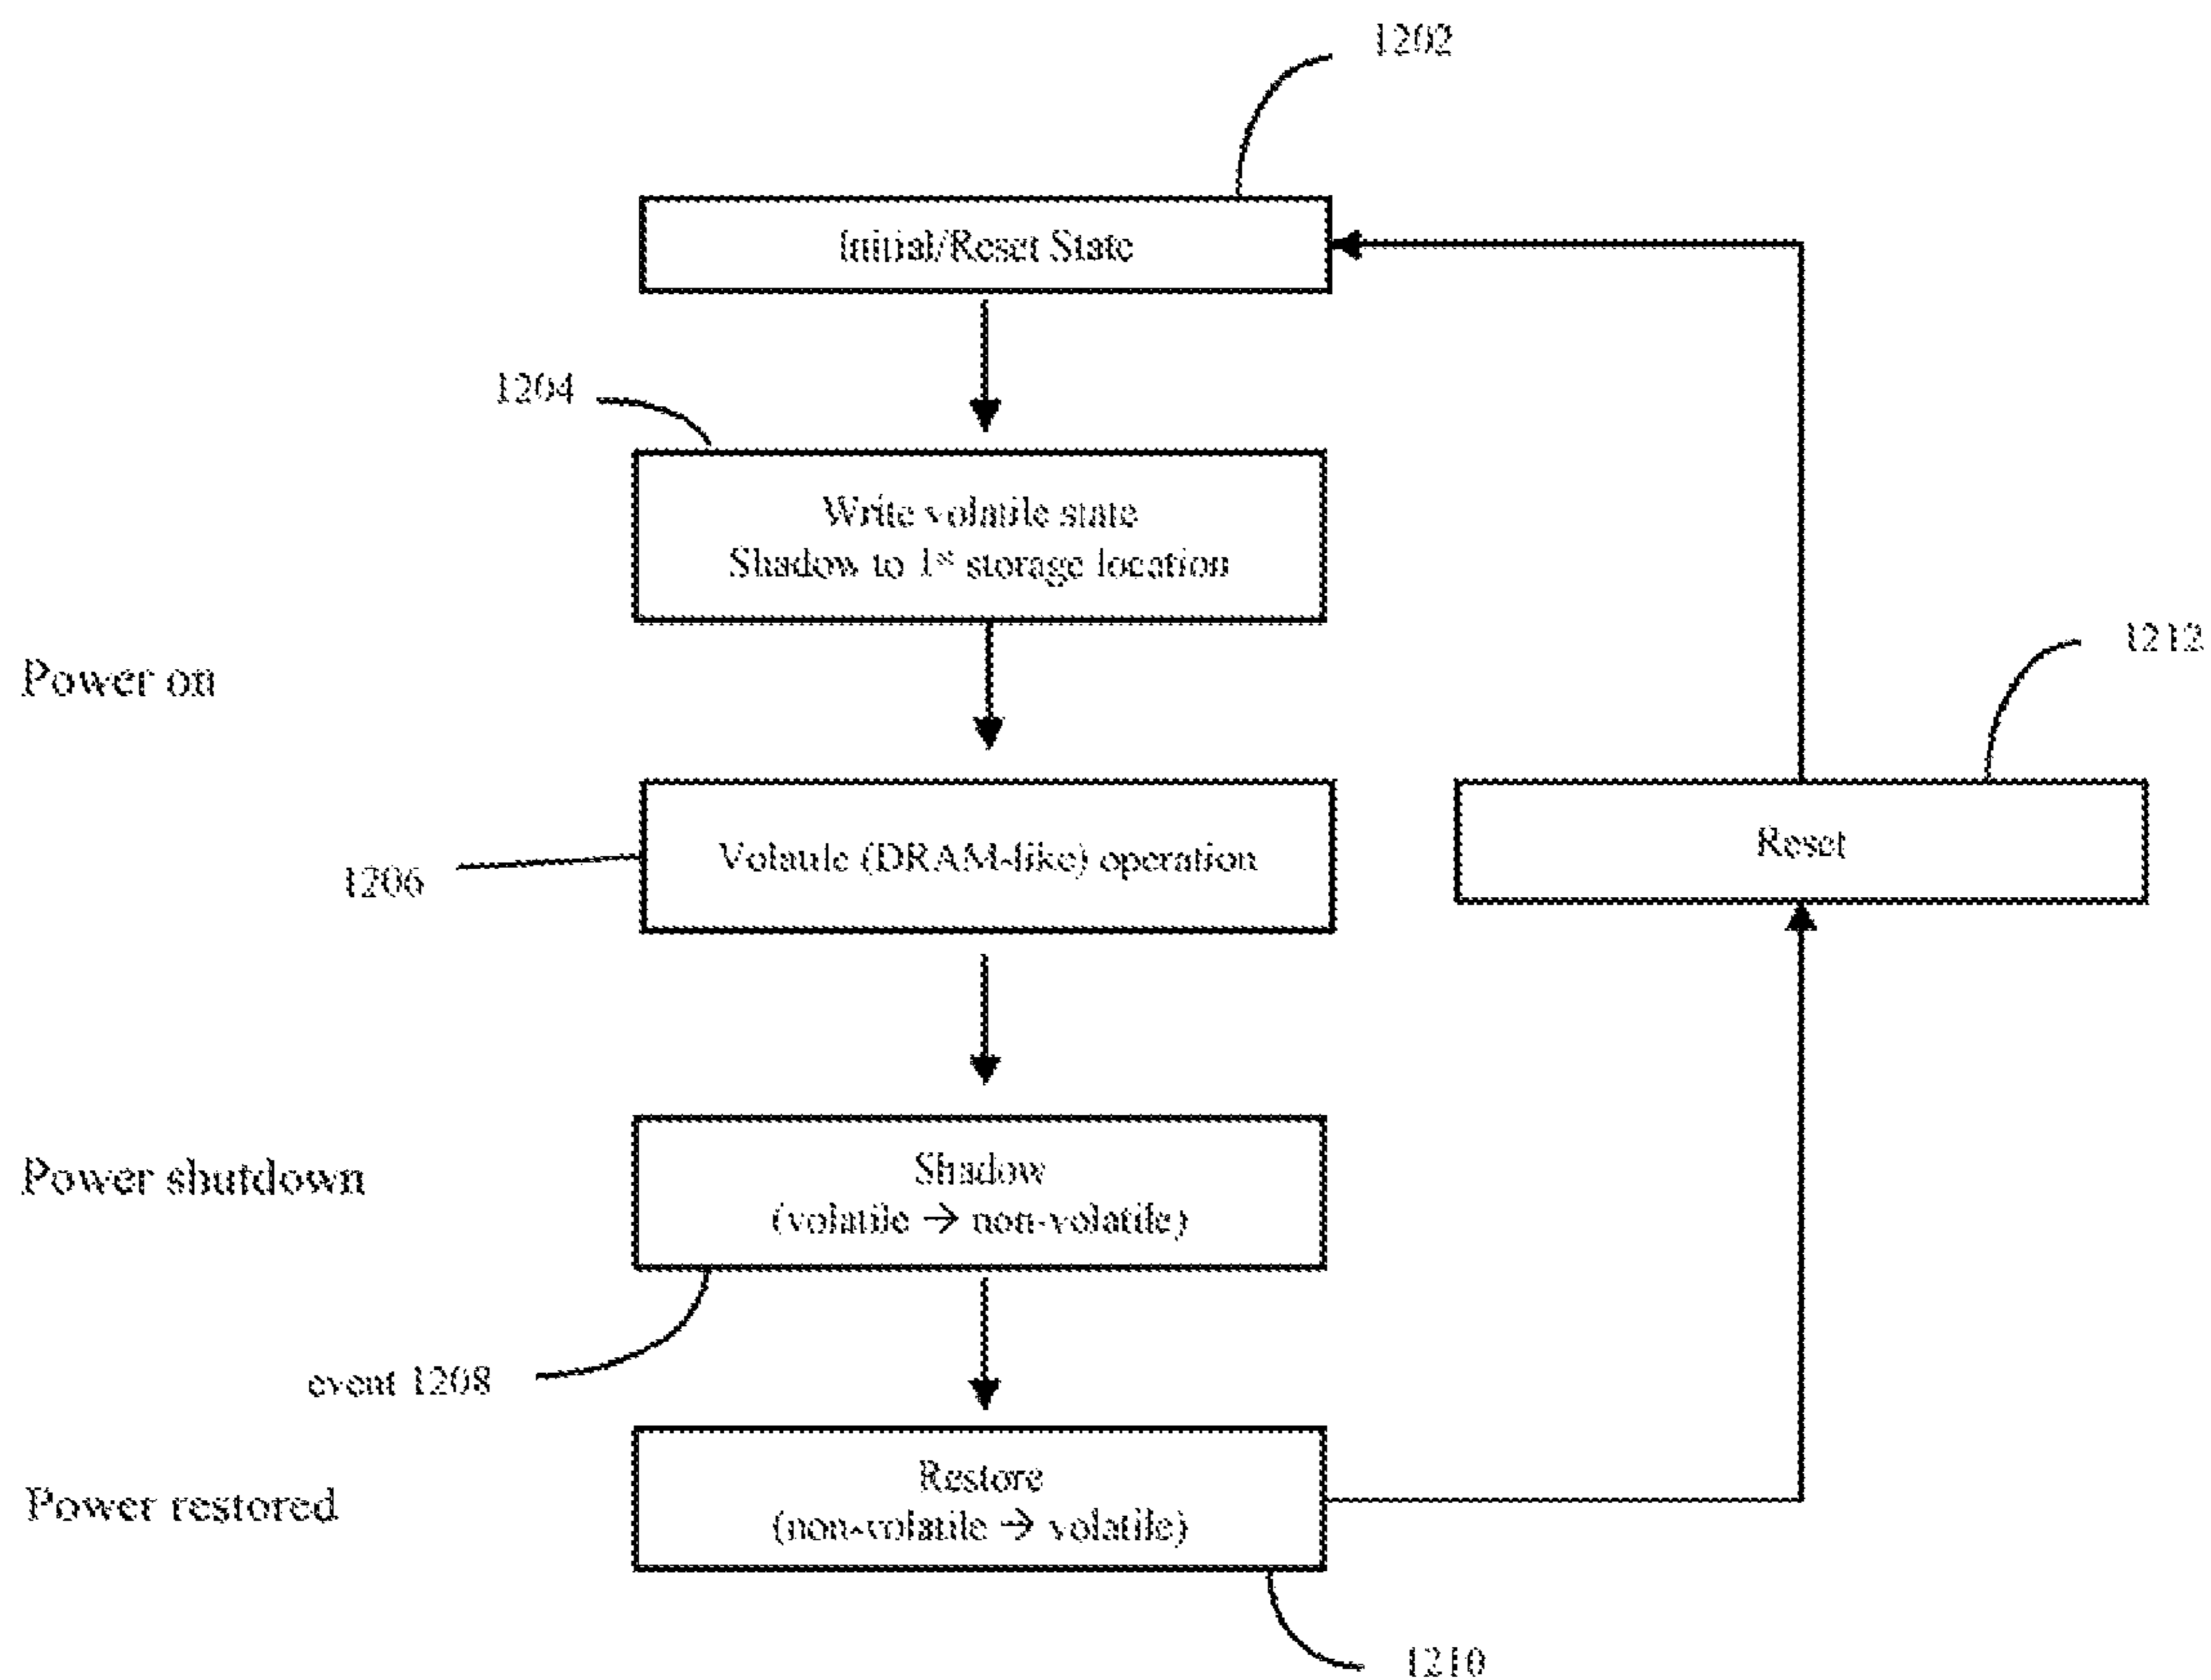 1202
Initial/Reset State
1204
Write volatile state
Shadow to 1st storage location
Power on
1212
Volatile (DRAM-like) operation
Reset
1206
Power shutdown
Shadow
(volatile → non-volatile)
event 1208
Power restored
Restore
(non-volatile → volatile)
1210